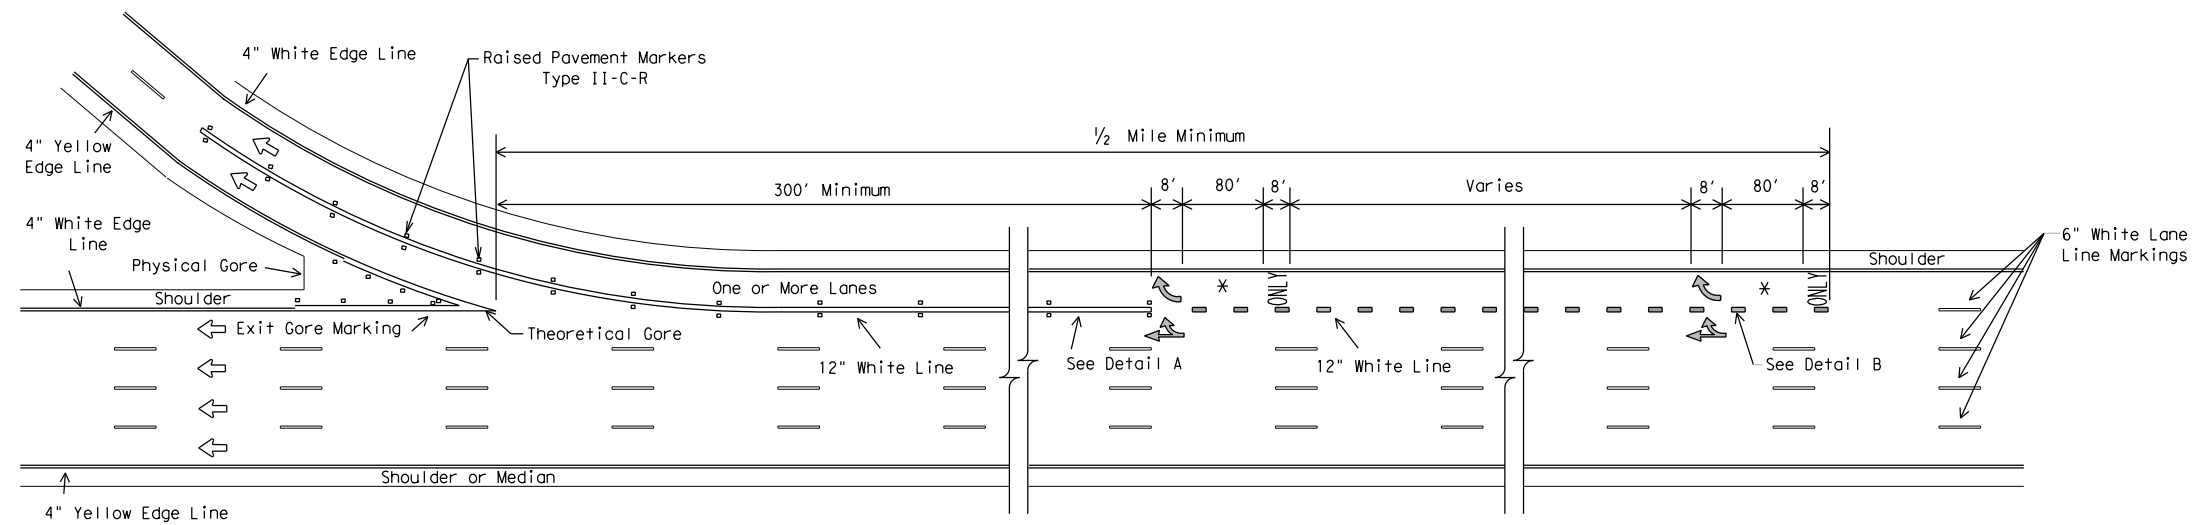 4" White Edge Line
Raised Pavement Markers
Type II-C-R
½ Mile Minimum
4" Yellow
Edge Line
300' Minimum
8'
80'
8'
Varies
8'
80'
8'
4" White Edge
Line
6" White Lane
Line Markings
Physical Gore
Shoulder
Shoulder
One or More Lanes
*
ONLY
*
ONLY
Exit Gore Marking
Theoretical Gore
12" White Line
See Detail A
12" White Line
See Detail B
Shoulder or Median
4" Yellow Edge Line